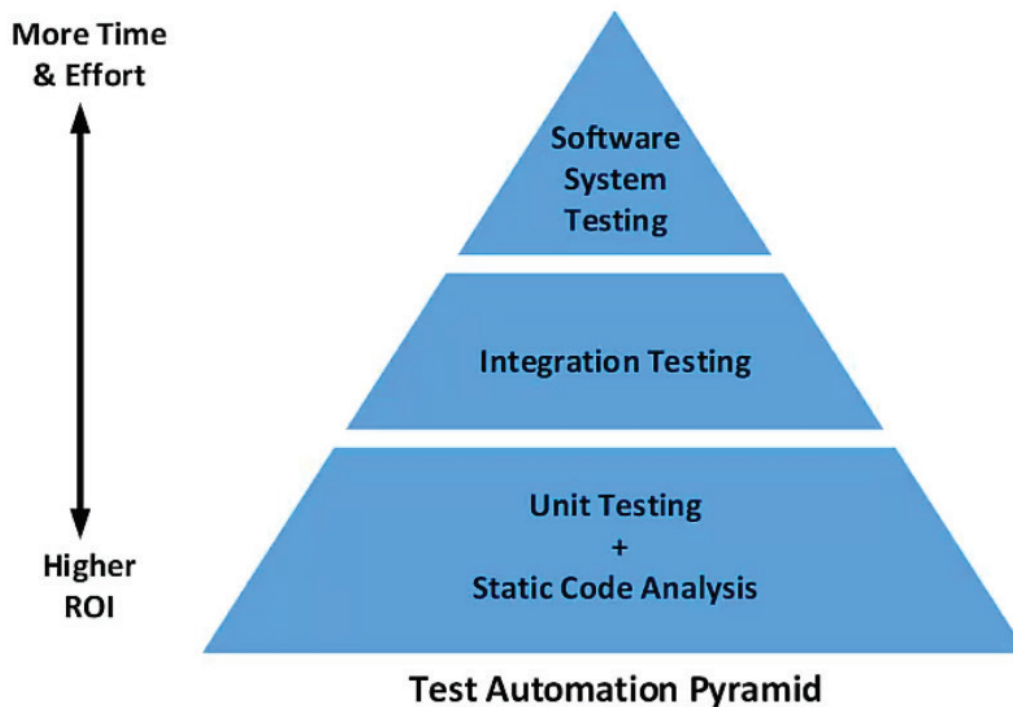 More Time
& Effort
Software
System
Testing
Integration Testing
Unit Testing
+
Static Code Analysis
Higher
ROI
Test Automation Pyramid